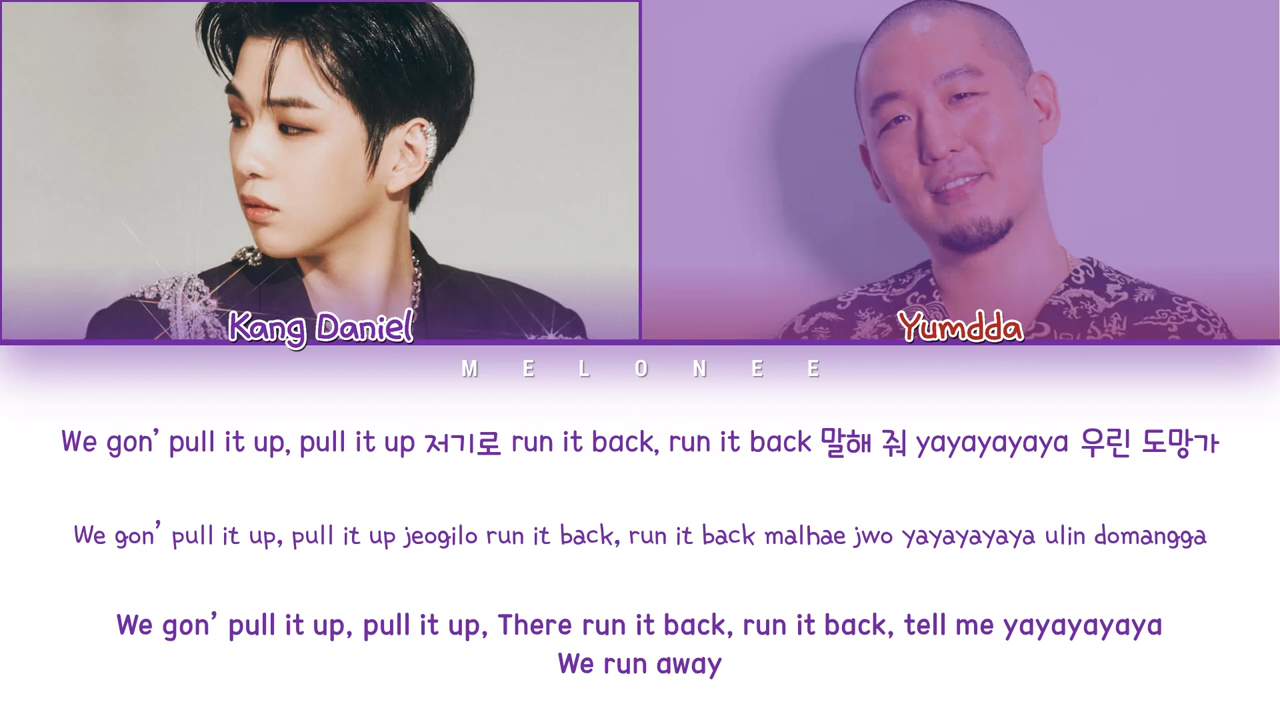 Kang Daniel
Yumdda
M E L O N E E
We gon’ pull it up, pull it up 저기로 run it back, run it back 말해 줘 yayayayaya 우린 도망가
We gon’ pull it up, pull it up jeogilo run it back, run it back malhae jwo yayayayaya ulin domangga
We gon’ pull it up, pull it up, There run it back, run it back, tell me yayayayaya
We run away